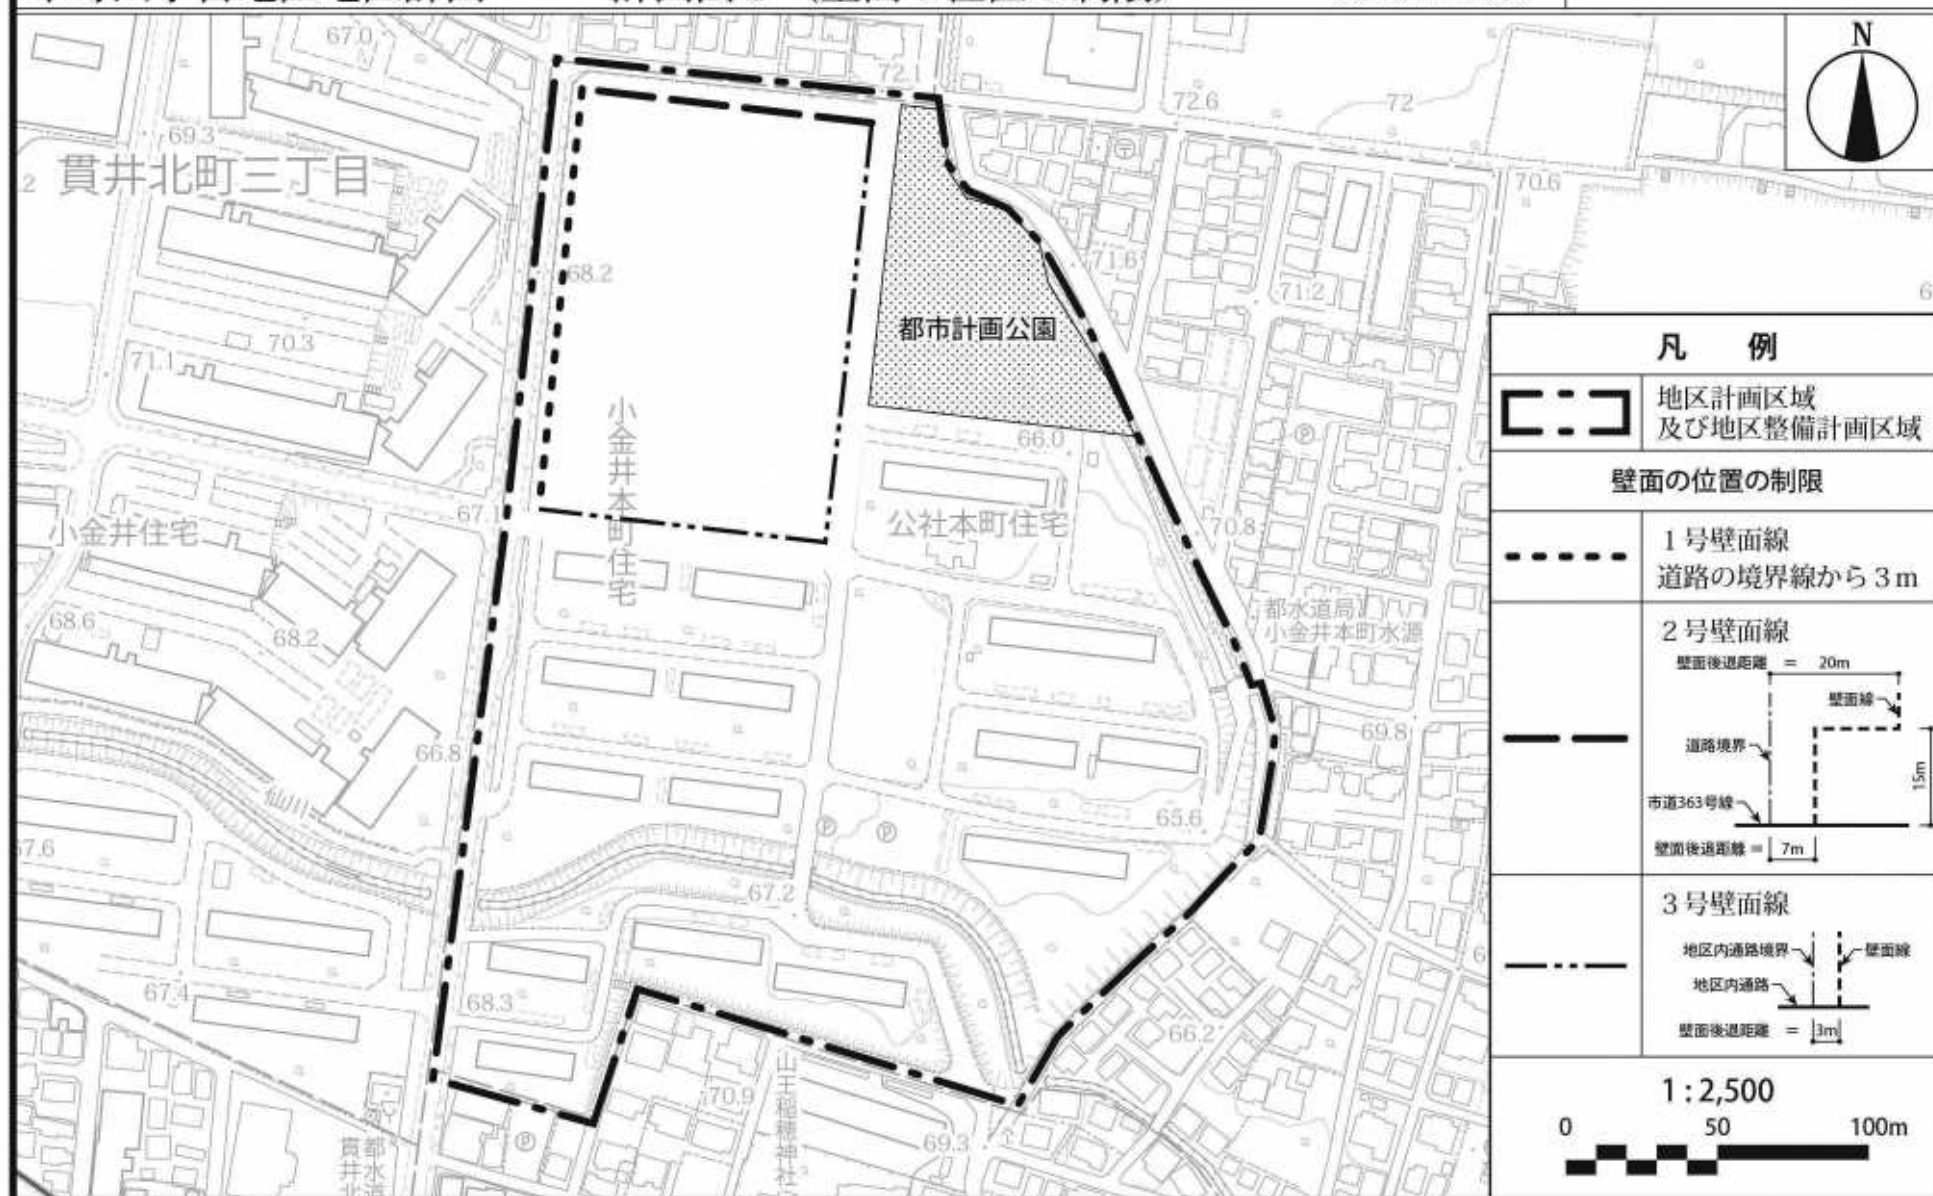 N
67.0
72.1
72.6
72
69.3
貫井北町三丁目
70.6
68.2
71.6
71.2
都市計画公園
70.3
71.1
小金井本町住宅
66.0
公社本町住宅
67
小金井住宅
70.8
都水道局
小金井本町水源
68.6
68.2
69.8
66.8
仙川
65.6
67.6
67.2
67.4
68.3
66.2
70.9
69.3
凡 例
地区計画区域
及び地区整備計画区域
壁面の位置の制限
1号壁面線
道路の境界線から3m
2号壁面線
壁面後退距離 = 20m
壁面線
道路境界
15m
市道363号線
壁面後退距離 = 7m
3号壁面線
地区内通路境界
壁面線
地区内通路
壁面後退距離 = 3m
1:2,500
0 50 100m